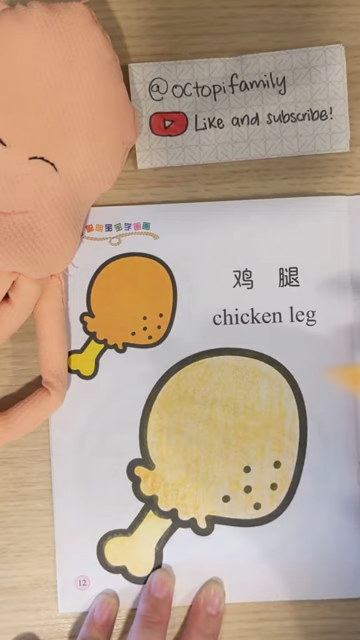 @octopifamily
Like and subscribe!
鸡 腿
chicken leg
12